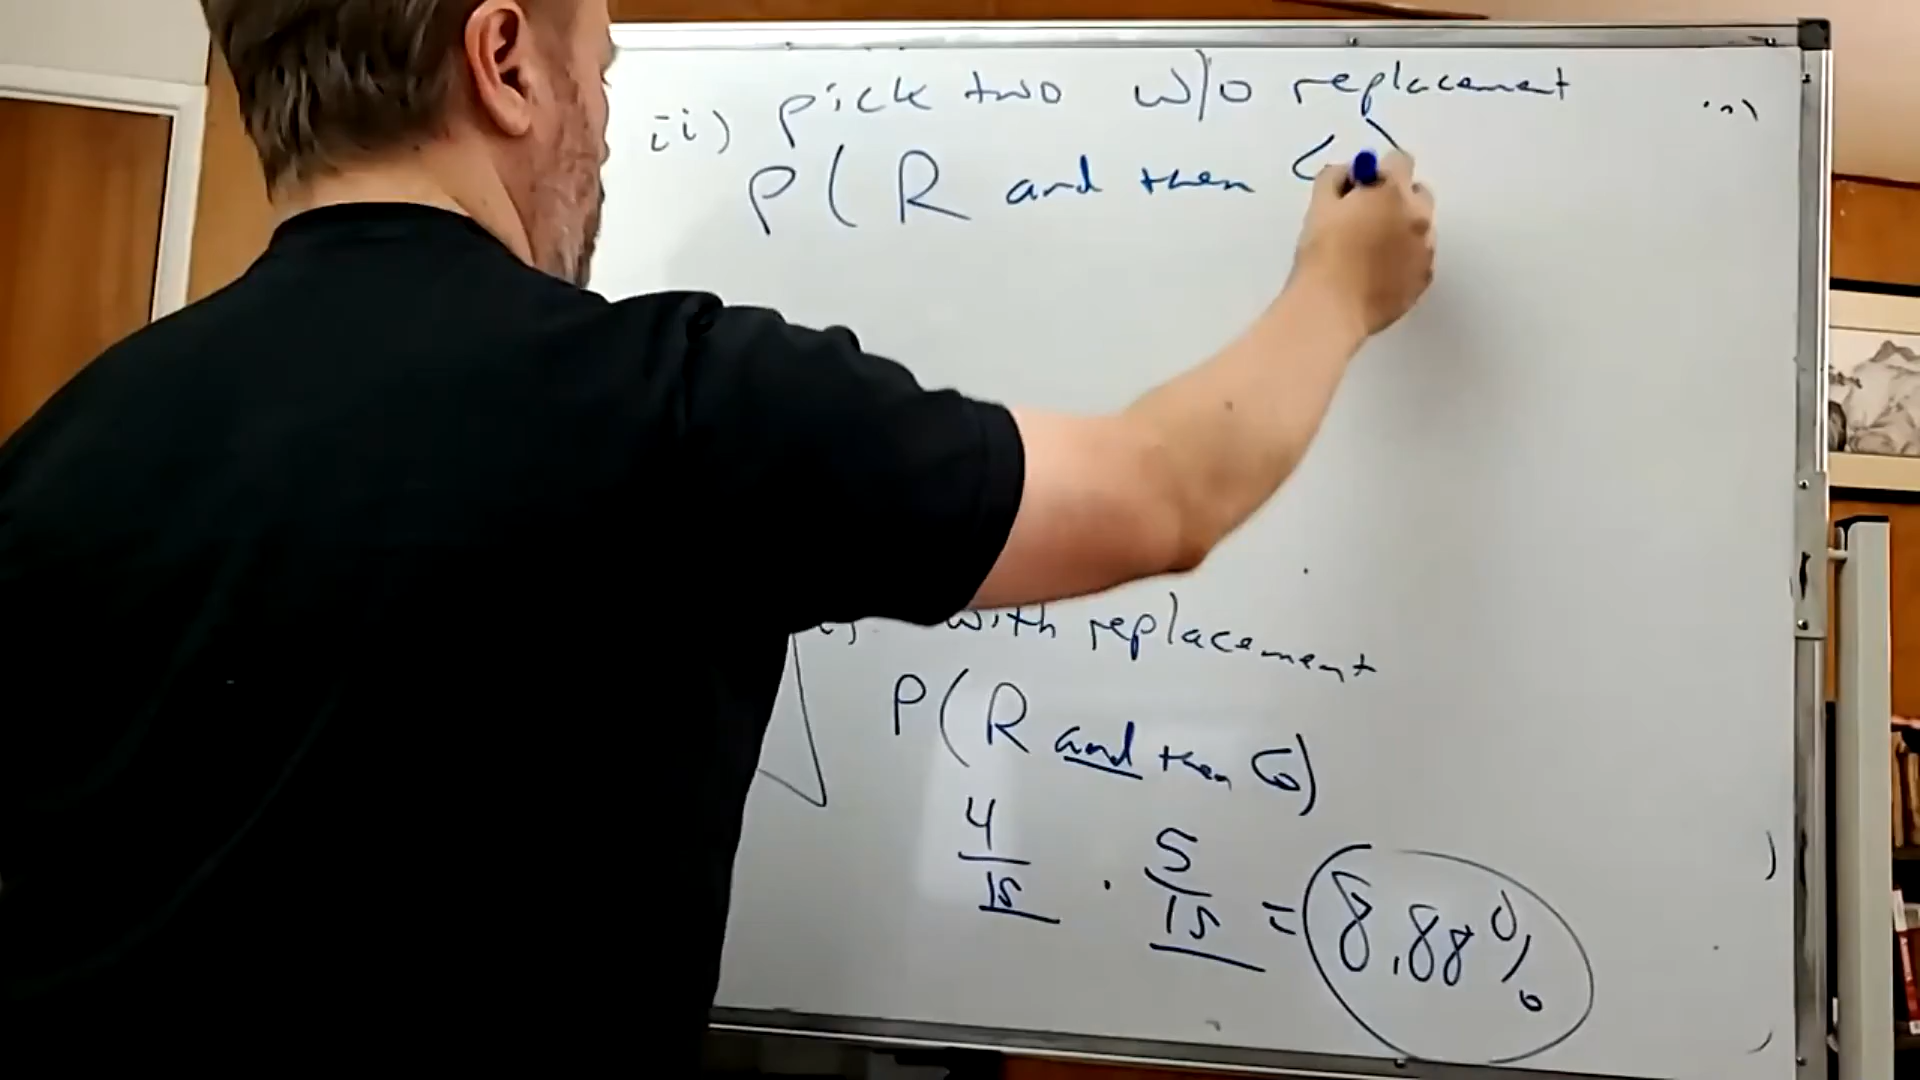 ii) pick two w/o replacement
P( R and then G)
i) with replacement
P(R and then G)
4/15 · 5/15 = 8.88%